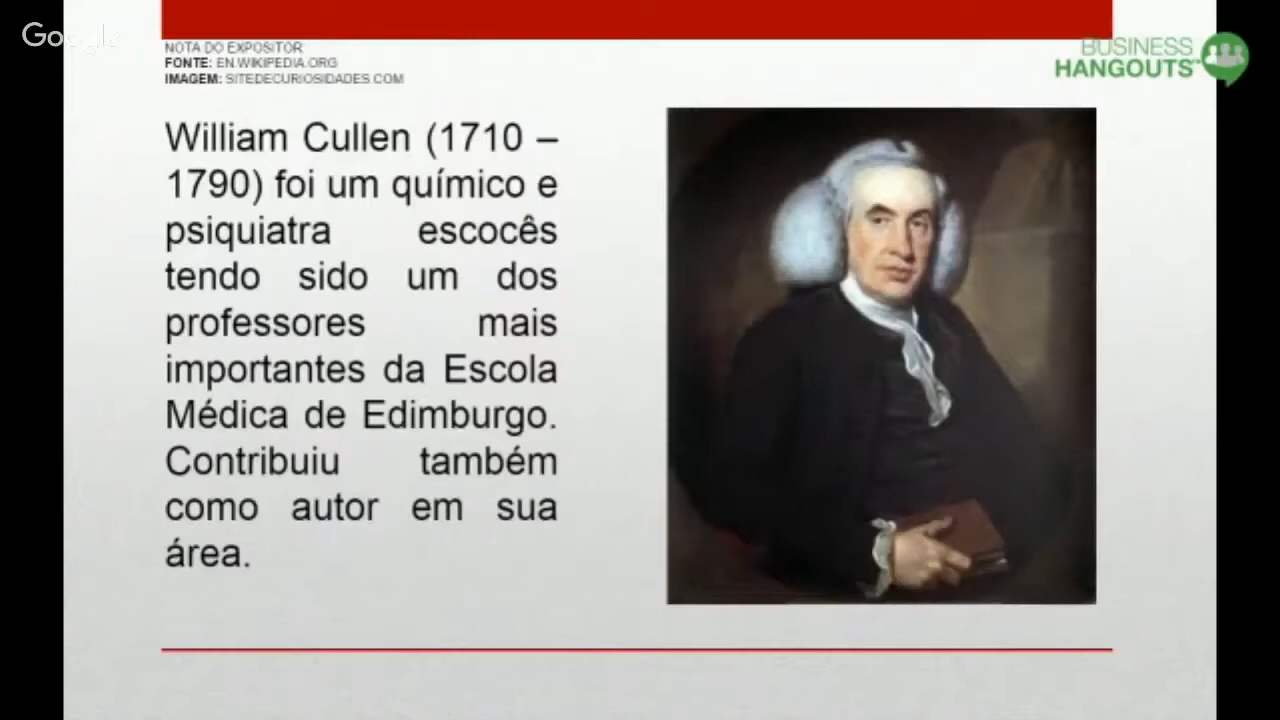 Google
NOTA DO EXPOSITOR
FONTE: EN.WIKIPEDIA.ORG
IMAGEM: SITEDECURIOSIDADES.COM
BUSINESS
HANGOUTS™
William Cullen (1710 –
1790) foi um químico e
psiquiatra escocês
tendo sido um dos
professores mais
importantes da Escola
Médica de Edimburgo.
Contribuiu também
como autor em sua
área.